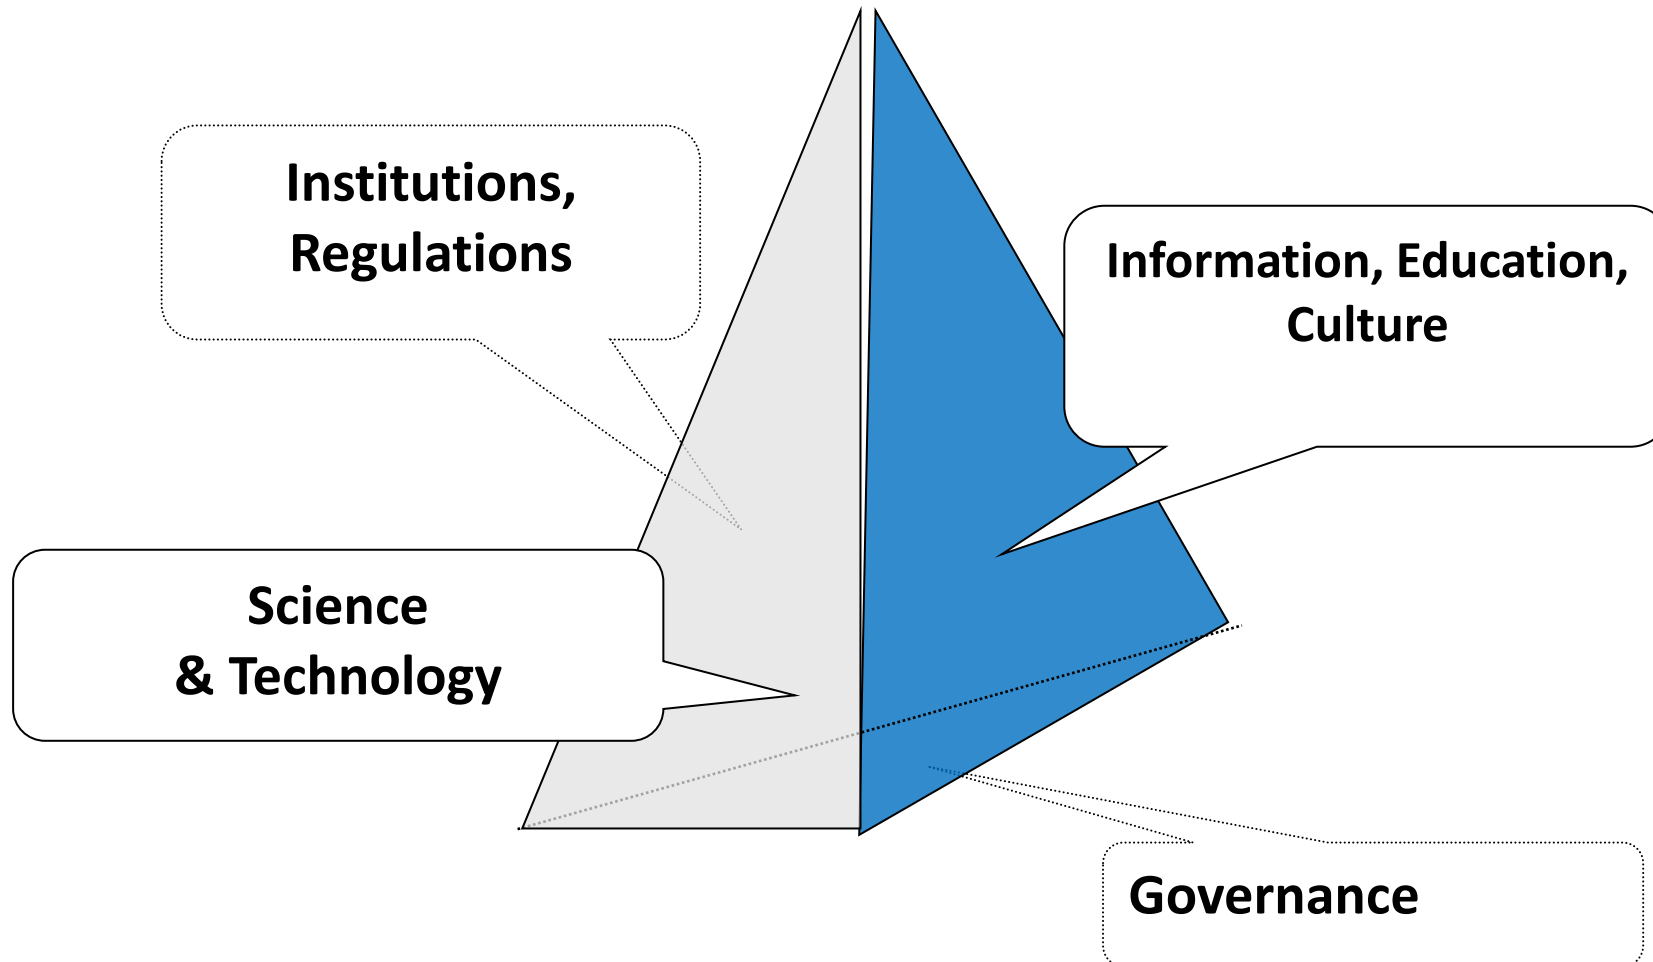 Institutions,
Regulations
Information, Education,
Culture
Science
& Technology
Governance